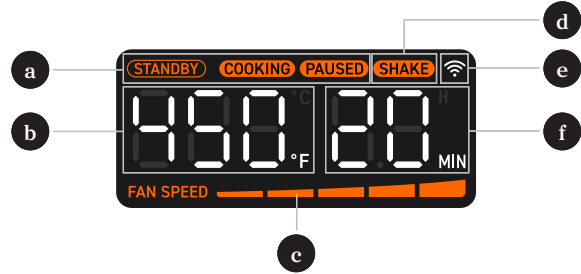 d
a STANDBY COOKING PAUSED SHAKE e
b 450 °C °F 20 H MIN f
FAN SPEED
c